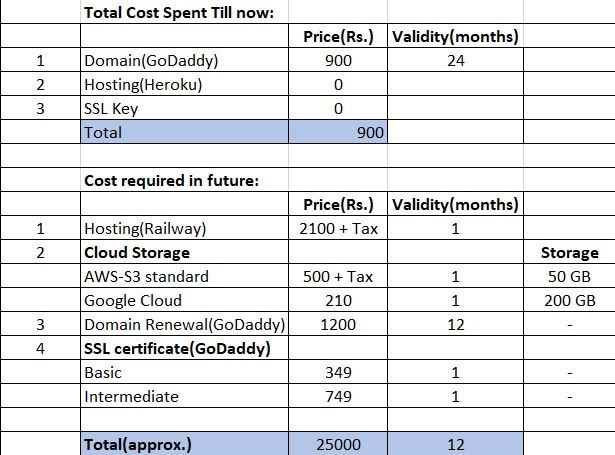 Total Cost Spent Till now:
Price(Rs.) Validity(months)
1 Domain(GoDaddy) 900 24
2 Hosting(Heroku) 0
3 SSL Key 0
Total 900
Cost required in future:
Price(Rs.) Validity(months)
1 Hosting(Railway) 2100 + Tax 1
2 Cloud Storage Storage
AWS-S3 standard 500 + Tax 1 50 GB
Google Cloud 210 1 200 GB
3 Domain Renewal(GoDaddy) 1200 12 -
4 SSL certificate(GoDaddy)
Basic 349 1 -
Intermediate 749 1 -
Total(approx.) 25000 12